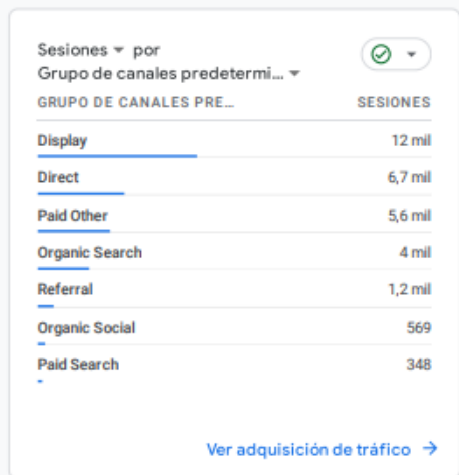 Sesiones por
Grupo de canales predetermi...
GRUPO DE CANALES PRE... SESIONES
Display 12 mil
Direct 6,7 mil
Paid Other 5,6 mil
Organic Search 4 mil
Referral 1,2 mil
Organic Social 569
Paid Search 348
Ver adquisición de tráfico